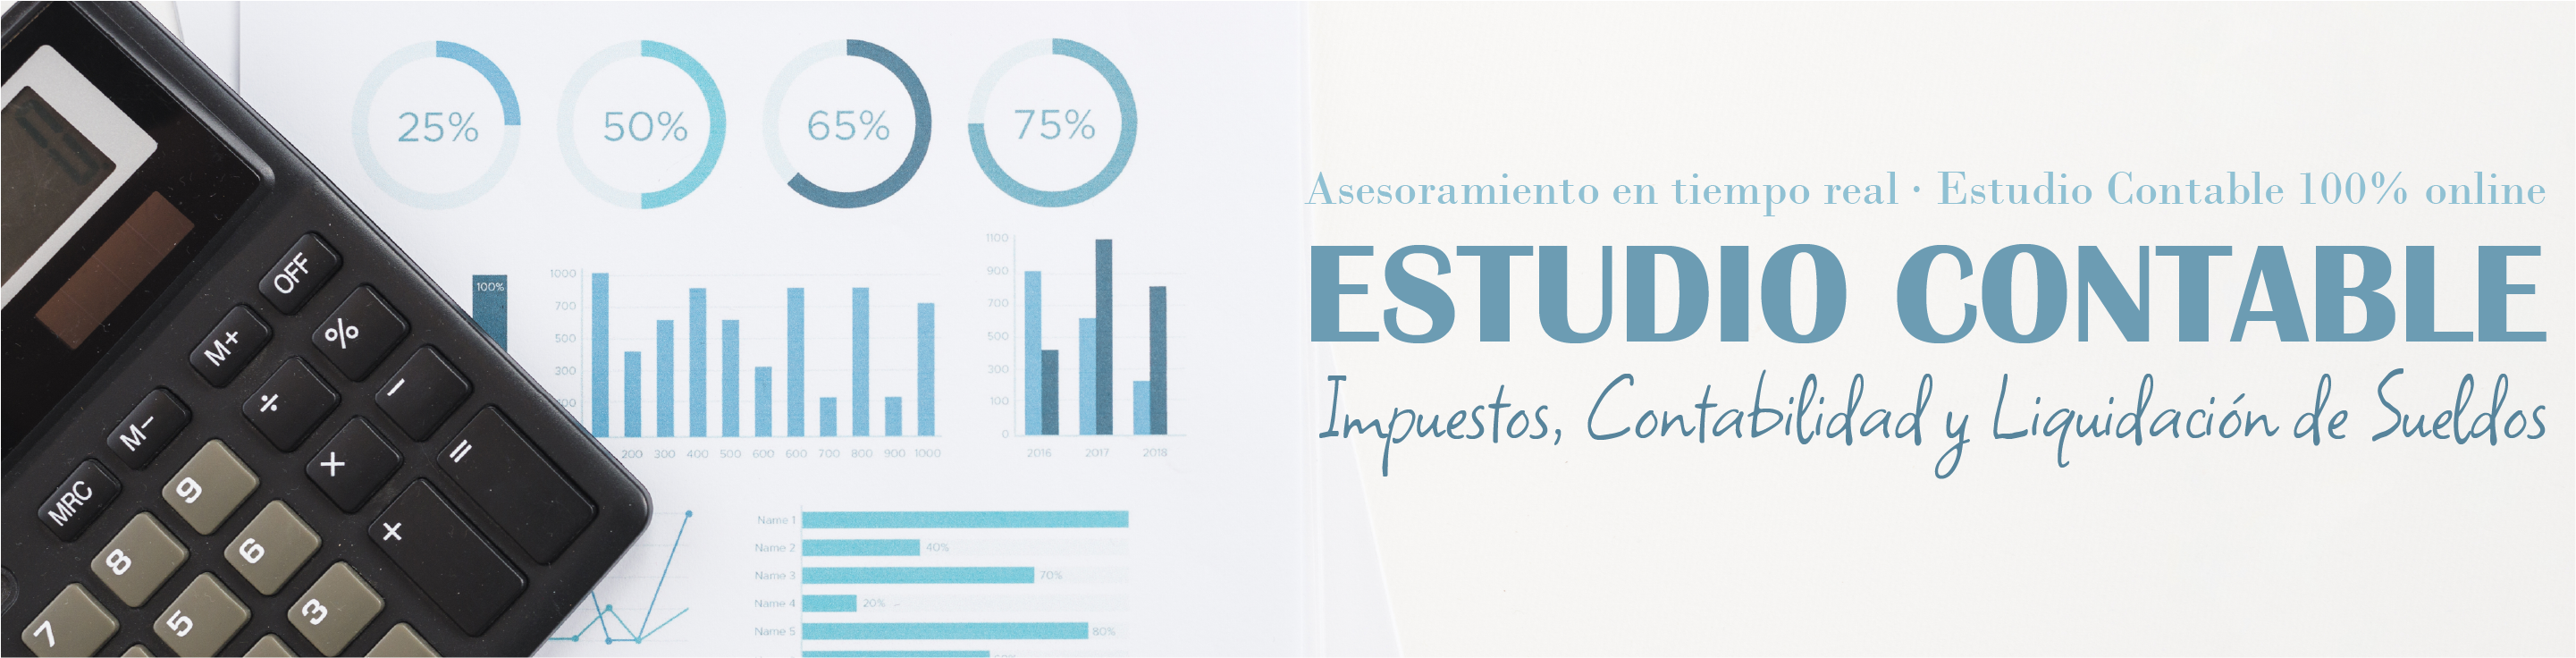 25%
50%
65%
75%
Asesoramiento en tiempo real · Estudio Contable 100% online
ESTUDIO CONTABLE
Impuestos, Contabilidad y Liquidación de Sueldos
100%
1000
700
500
300
200 300 400 500 600 600 700 800 900 1000
1100
900
700
500
300
100
0
2016 2017 2018
Name 1
Name 2 40%
Name 3 70%
Name 4 20%
Name 5 80%
OFF
M+ %
M− ÷ −
MRC 9 × =
8 6 +
7 5 3